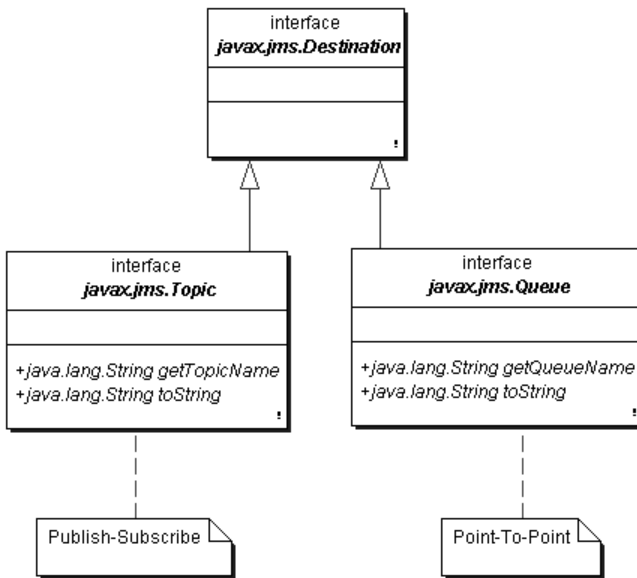 interface
javax.jms.Destination
!
interface
javax.jms.Topic
+java.lang.String getTopicName
+java.lang.String toString
!
interface
javax.jms.Queue
+java.lang.String getQueueName
+java.lang.String toString
!
Publish-Subscribe
Point-To-Point